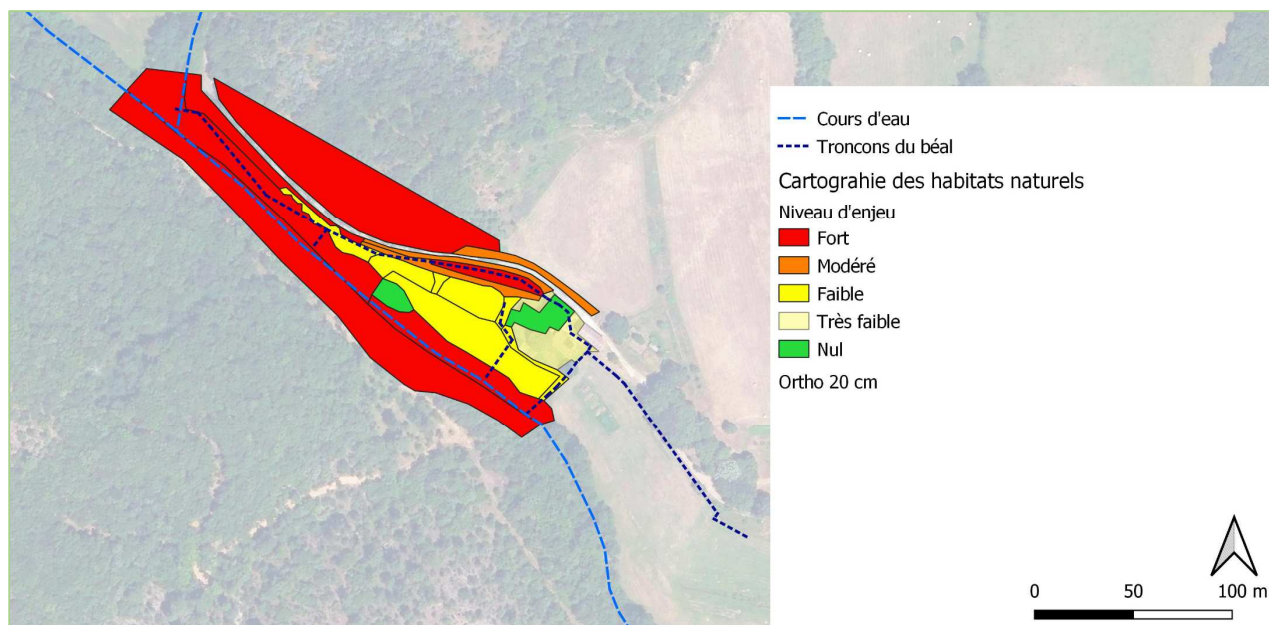 Cours d'eau
Troncons du béal
Cartograhie des habitats naturels
Niveau d'enjeu
Fort
Modéré
Faible
Très faible
Nul
Ortho 20 cm
0 50 100 m